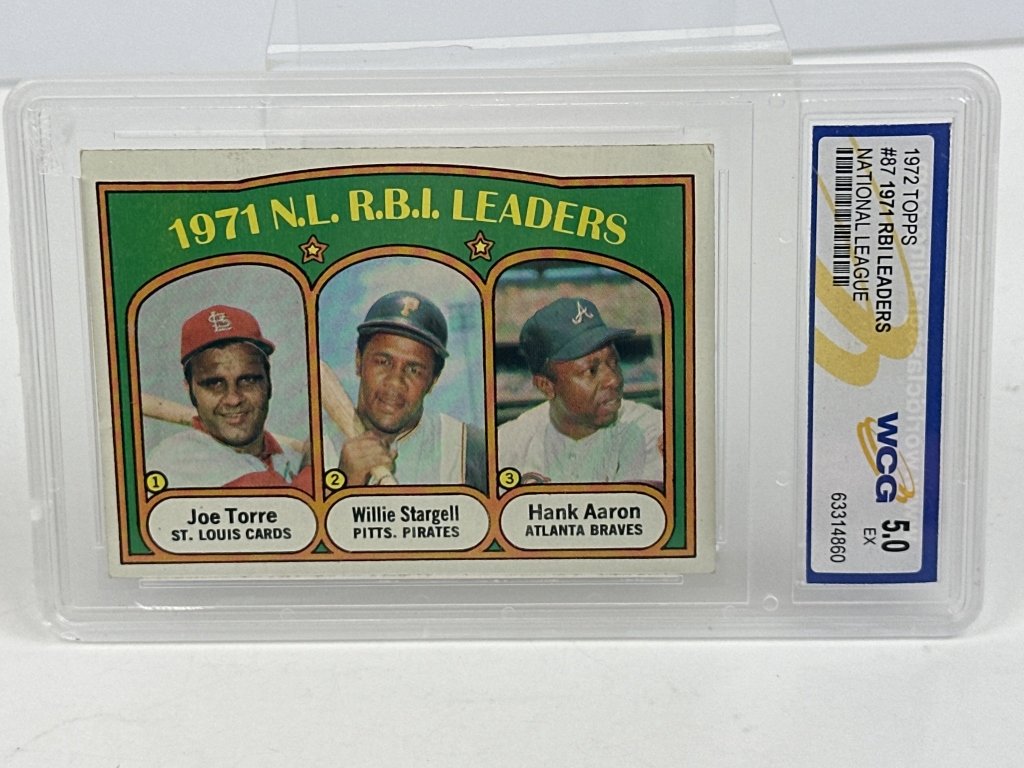 1971 N.L. R.B.I. LEADERS
1
Joe Torre
ST. LOUIS CARDS
2
Willie Stargell
PITTS. PIRATES
3
Hank Aaron
ATLANTA BRAVES
1972 TOPPS
#87 1971 RBI LEADERS
NATIONAL LEAGUE
WCG
5.0
EX
63314860